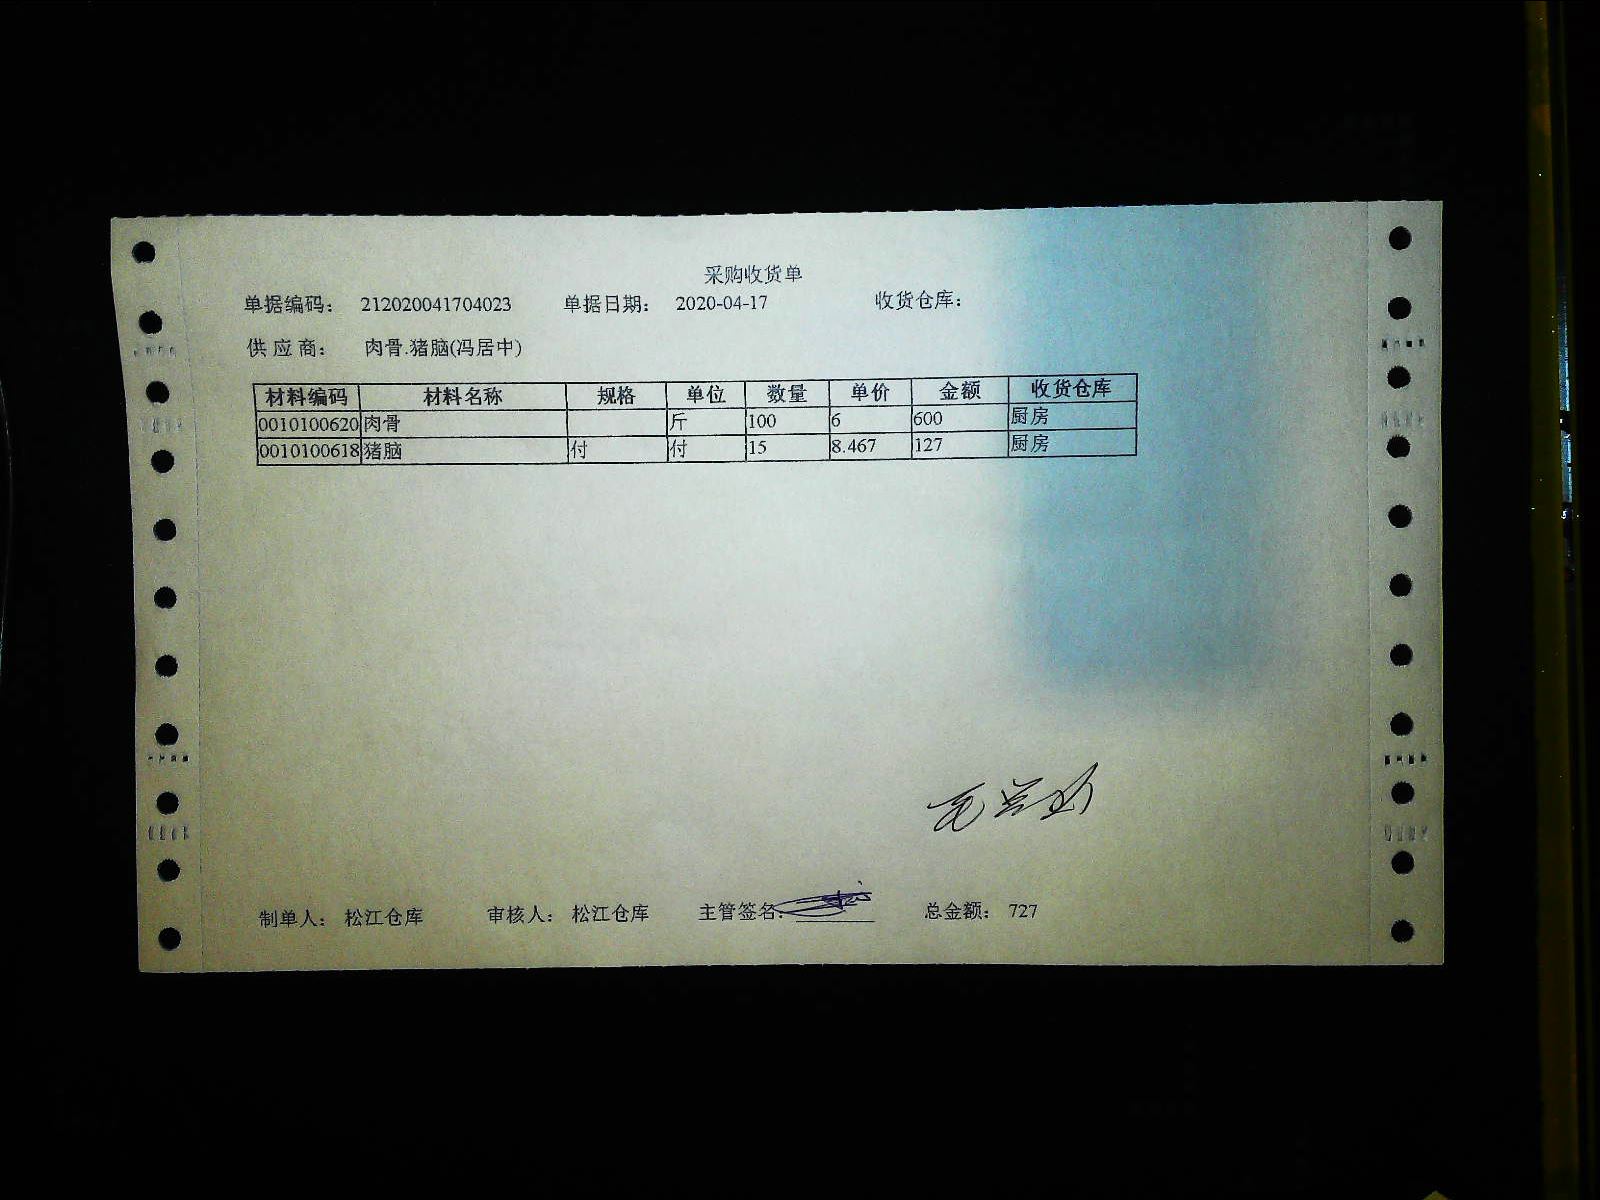 采购收货单
单据编码： 212020041704023 单据日期： 2020-04-17 收货仓库：
供 应 商： 肉骨.猪脑(冯居中)
材料编码 材料名称 规格 单位 数量 单价 金额 收货仓库
0010100620 肉骨 斤 100 6 600 厨房
0010100618 猪脑 付 付 15 8.467 127 厨房
制单人： 松江仓库 审核人： 松江仓库 主管签名： 总金额： 727